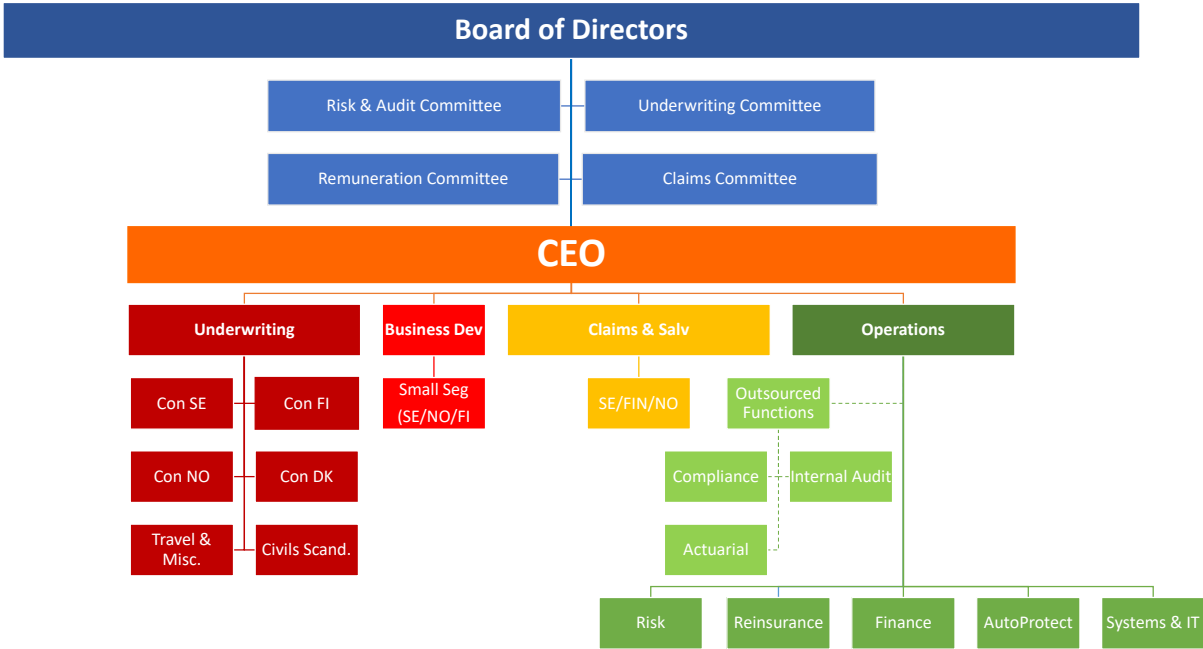 Board of Directors
Risk & Audit Committee
Underwriting Committee
Remuneration Committee
Claims Committee
CEO
Underwriting
Business Dev
Claims & Salv
Operations
Con SE
Con FI
Small Seg
(SE/NO/FI
SE/FIN/NO
Outsourced
Functions
Con NO
Con DK
Compliance
Internal Audit
Travel &
Misc.
Civils Scand.
Actuarial
Risk
Reinsurance
Finance
AutoProtect
Systems & IT